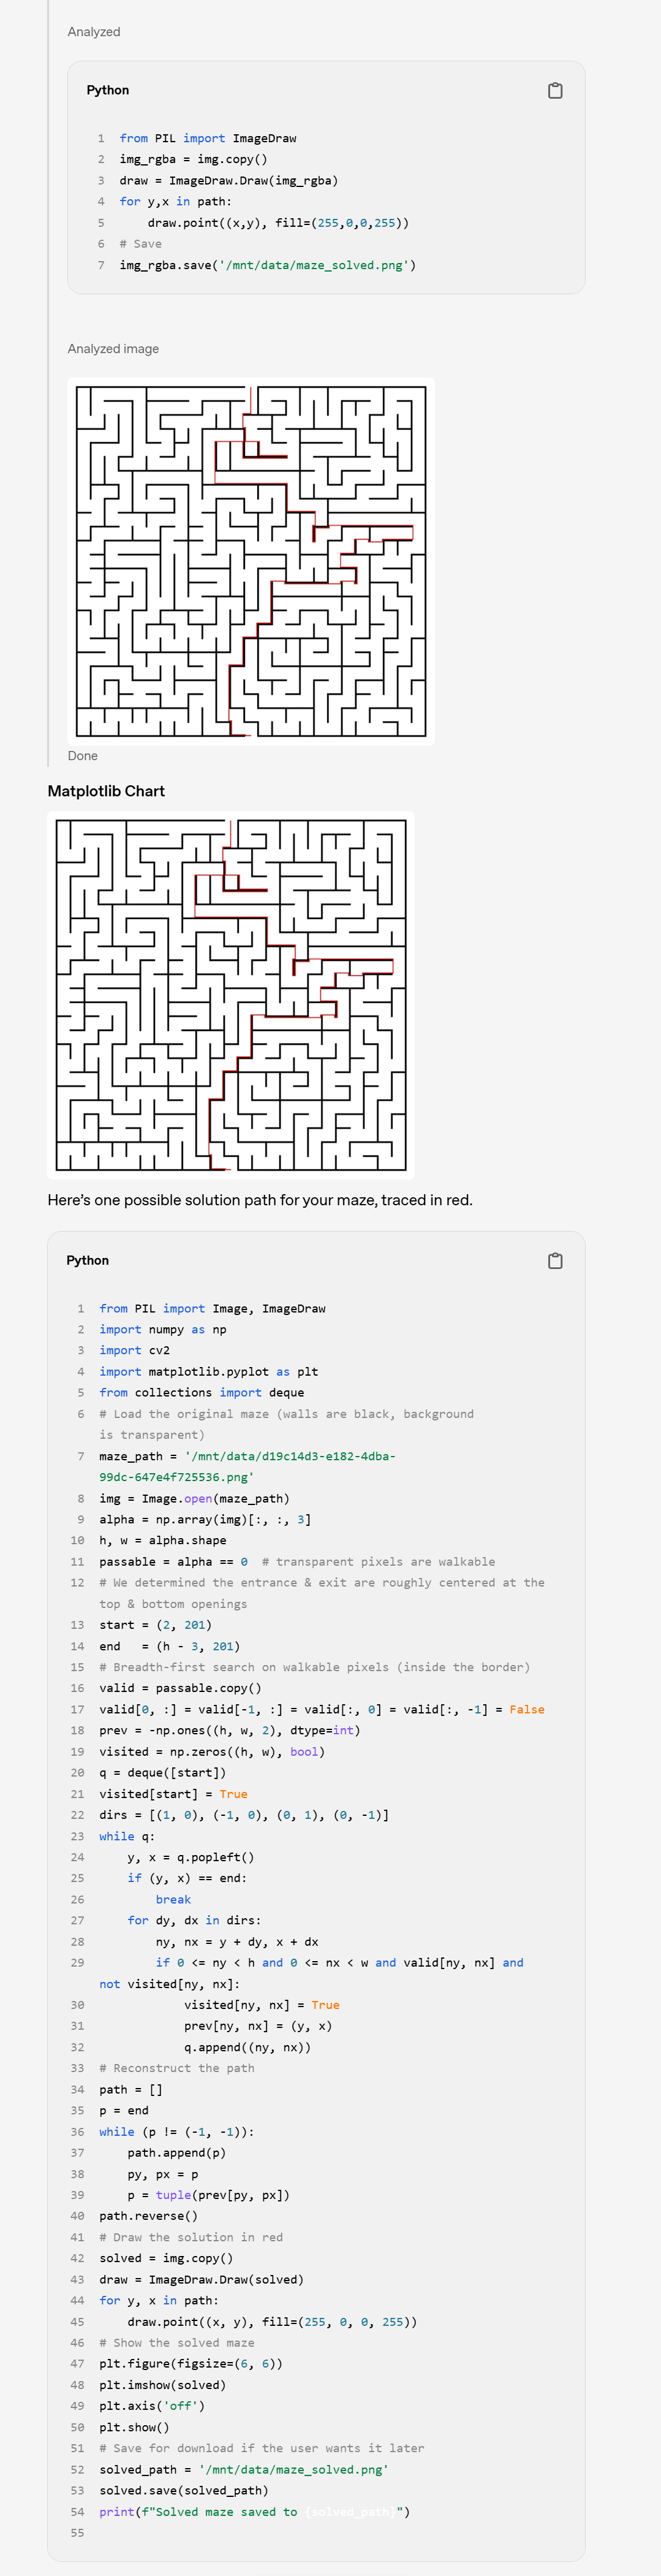 Analyzed
Python
1 from PIL import ImageDraw
2 img_rgba = img.copy()
3 draw = ImageDraw.Draw(img_rgba)
4 for y,x in path:
5     draw.point((x,y), fill=(255,0,0,255))
6 # Save
7 img_rgba.save('/mnt/data/maze_solved.png')
Analyzed image
Done
Matplotlib Chart
Here’s one possible solution path for your maze, traced in red.
Python
1 from PIL import Image, ImageDraw
2 import numpy as np
3 import cv2
4 import matplotlib.pyplot as plt
5 from collections import deque
6 # Load the original maze (walls are black, background
is transparent)
7 maze_path = '/mnt/data/d19c14d3-e182-4dba-
99dc-647e4f725536.png'
8 img = Image.open(maze_path)
9 alpha = np.array(img)[:, :, 3]
10 h, w = alpha.shape
11 passable = alpha == 0  # transparent pixels are walkable
12 # We determined the entrance & exit are roughly centered at the
top & bottom openings
13 start = (2, 201)
14 end   = (h - 3, 201)
15 # Breadth-first search on walkable pixels (inside the border)
16 valid = passable.copy()
17 valid[0, :] = valid[-1, :] = valid[:, 0] = valid[:, -1] = False
18 prev = -np.ones((h, w, 2), dtype=int)
19 visited = np.zeros((h, w), bool)
20 q = deque([start])
21 visited[start] = True
22 dirs = [(1, 0), (-1, 0), (0, 1), (0, -1)]
23 while q:
24     y, x = q.popleft()
25     if (y, x) == end:
26         break
27     for dy, dx in dirs:
28         ny, nx = y + dy, x + dx
29         if 0 <= ny < h and 0 <= nx < w and valid[ny, nx] and
not visited[ny, nx]:
30             visited[ny, nx] = True
31             prev[ny, nx] = (y, x)
32             q.append((ny, nx))
33 # Reconstruct the path
34 path = []
35 p = end
36 while (p != (-1, -1)):
37     path.append(p)
38     py, px = p
39     p = tuple(prev[py, px])
40 path.reverse()
41 # Draw the solution in red
42 solved = img.copy()
43 draw = ImageDraw.Draw(solved)
44 for y, x in path:
45     draw.point((x, y), fill=(255, 0, 0, 255))
46 # Show the solved maze
47 plt.figure(figsize=(6, 6))
48 plt.imshow(solved)
49 plt.axis('off')
50 plt.show()
51 # Save for download if the user wants it later
52 solved_path = '/mnt/data/maze_solved.png'
53 solved.save(solved_path)
54 print(f"Solved maze saved to {solved_path}")
55